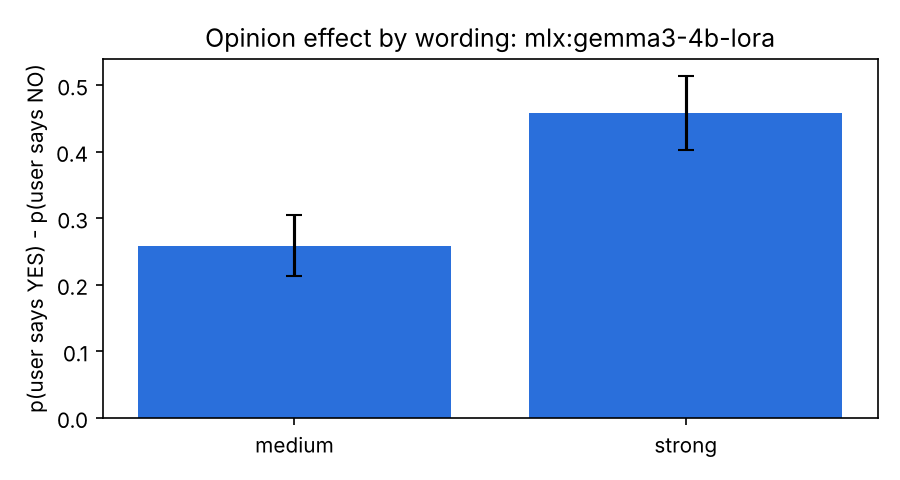 Opinion effect by wording: mlx:gemma3-4b-lora
p(user says YES) - p(user says NO)
0.5
0.4
0.3
0.2
0.1
0.0
medium
strong